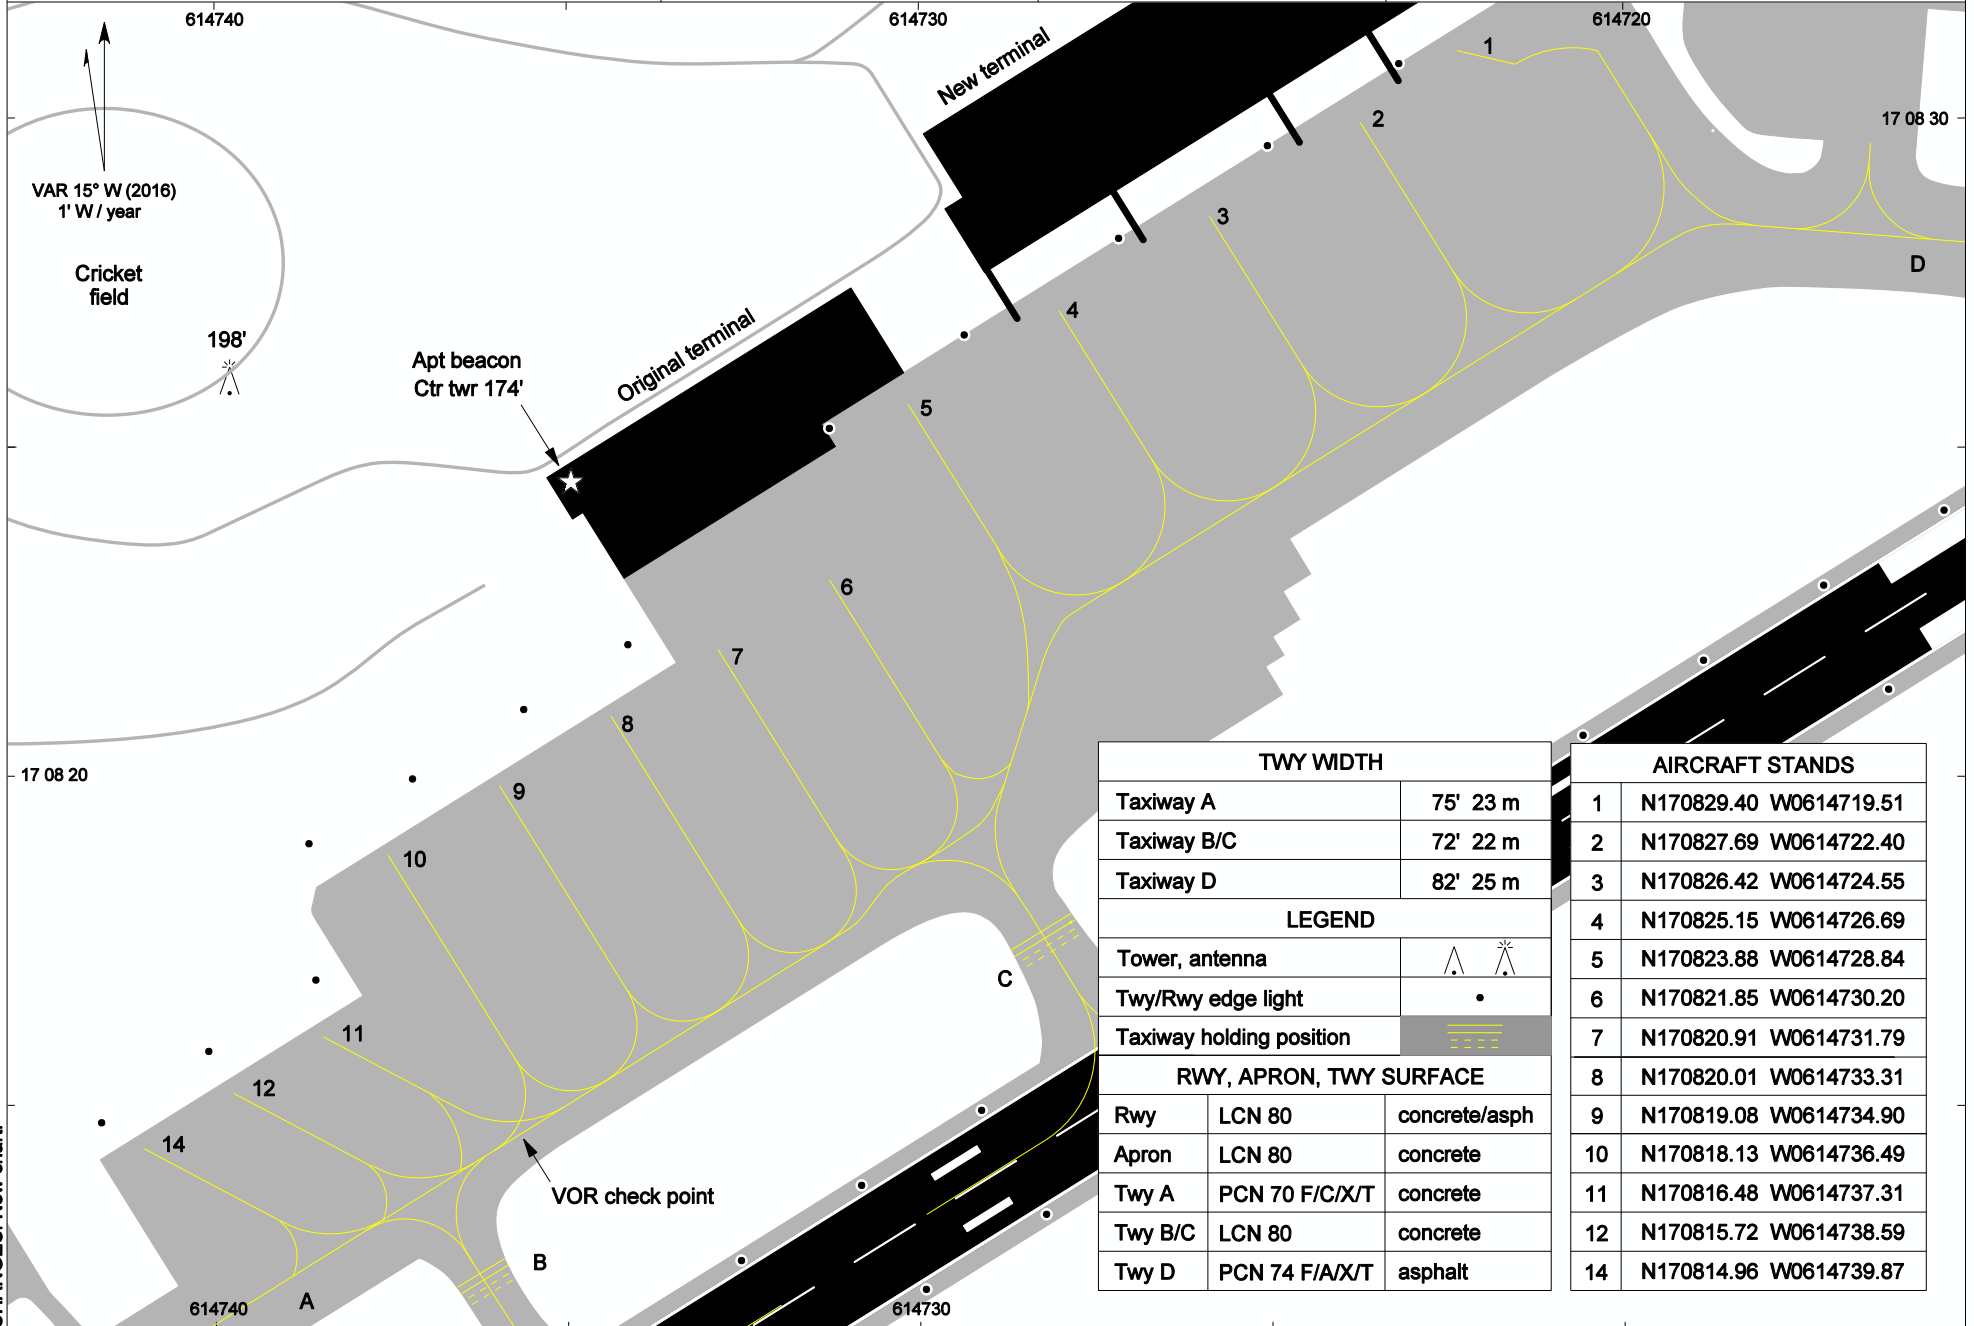 614740
614730
614720
New terminal
1
2
17 08 30
VAR 15° W (2016)
1' W / year
3
Cricket
field
D
4
198'
Original terminal
Apt beacon
Ctr twr 174'
5
6
7
8
17 08 20
9
10
11
12
14
C
VOR check point
B
A
614740
614730
TWY WIDTH
Taxiway A 75' 23 m
Taxiway B/C 72' 22 m
Taxiway D 82' 25 m
LEGEND
Tower, antenna
Twy/Rwy edge light
Taxiway holding position
RWY, APRON, TWY SURFACE
Rwy LCN 80 concrete/asph
Apron LCN 80 concrete
Twy A PCN 70 F/C/X/T concrete
Twy B/C LCN 80 concrete
Twy D PCN 74 F/A/X/T asphalt
AIRCRAFT STANDS
1 N170829.40 W0614719.51
2 N170827.69 W0614722.40
3 N170826.42 W0614724.55
4 N170825.15 W0614726.69
5 N170823.88 W0614728.84
6 N170821.85 W0614730.20
7 N170820.91 W0614731.79
8 N170820.01 W0614733.31
9 N170819.08 W0614734.90
10 N170818.13 W0614736.49
11 N170816.48 W0614737.31
12 N170815.72 W0614738.59
14 N170814.96 W0614739.87